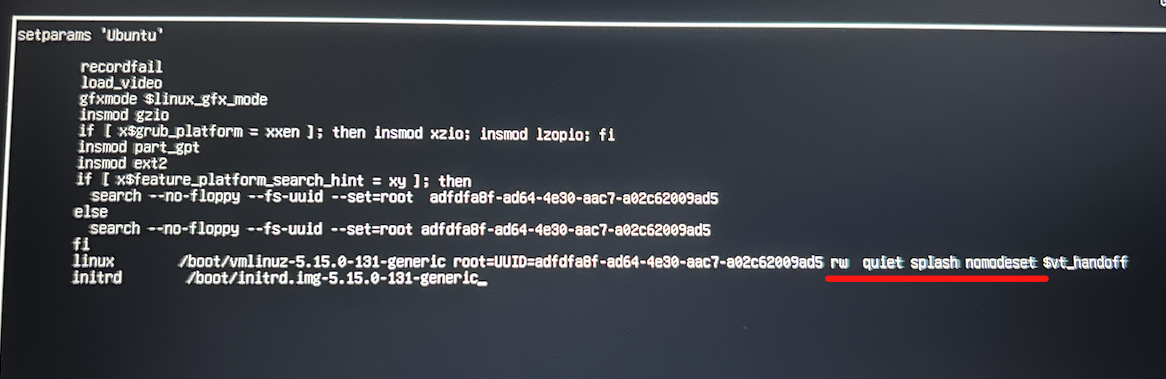 setparams 'Ubuntu'
recordfail
load_video
gfxmode $linux_gfx_mode
insmod gzio
if [ x$grub_platform = xxen ]; then insmod xzio; insmod lzopio; fi
insmod part_gpt
insmod ext2
if [ x$feature_platform_search_hint = xy ]; then
search --no-floppy --fs-uuid --set=root adfdfa8f-ad64-4e30-aac7-a02c62009ad5
else
search --no-floppy --fs-uuid --set=root adfdfa8f-ad64-4e30-aac7-a02c62009ad5
fi
linux /boot/vmlinuz-5.15.0-131-generic root=UUID=adfdfa8f-ad64-4e30-aac7-a02c62009ad5 rw quiet splash nomodeset $vt_handoff
initrd /boot/initrd.img-5.15.0-131-generic_